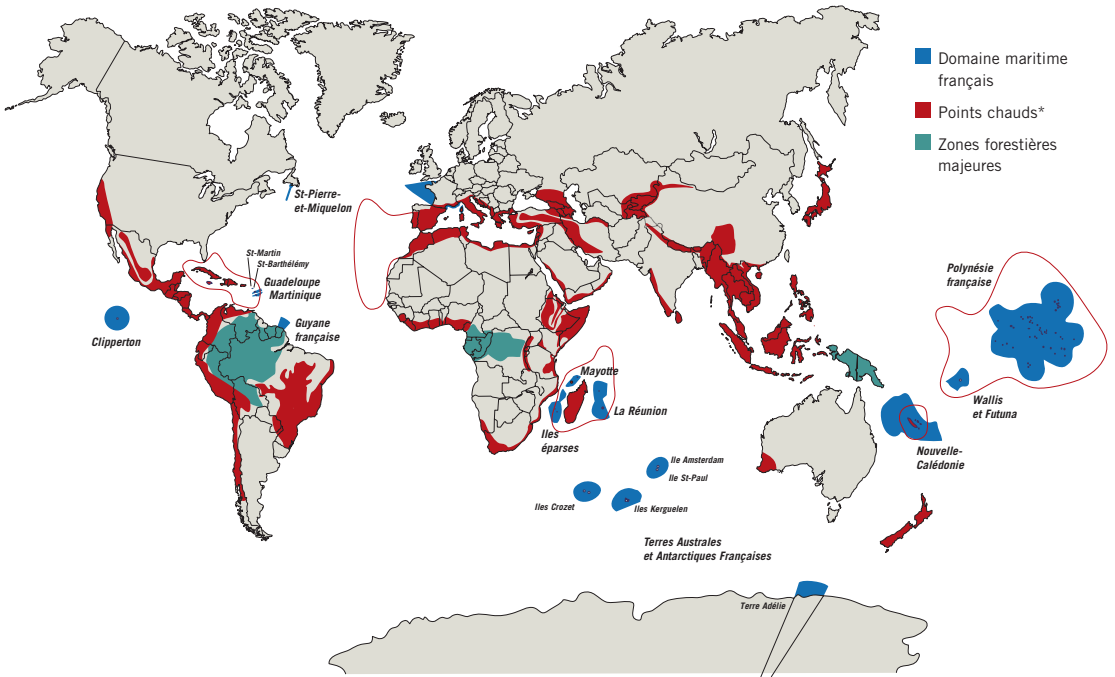 Domaine maritime
français
Points chauds*
Zones forestières
majeures
St-Pierre-
et-Miquelon
St-Martin
St-Barthélémy
Guadeloupe
Martinique
Clipperton
Guyane
française
Polynésie
française
Wallis
et Futuna
Mayotte
La Réunion
Iles
éparses
Nouvelle-
Calédonie
Ile Amsterdam
Ile St-Paul
Iles Crozet
Iles Kerguelen
Terres Australes
et Antarctiques Françaises
Terre Adélie